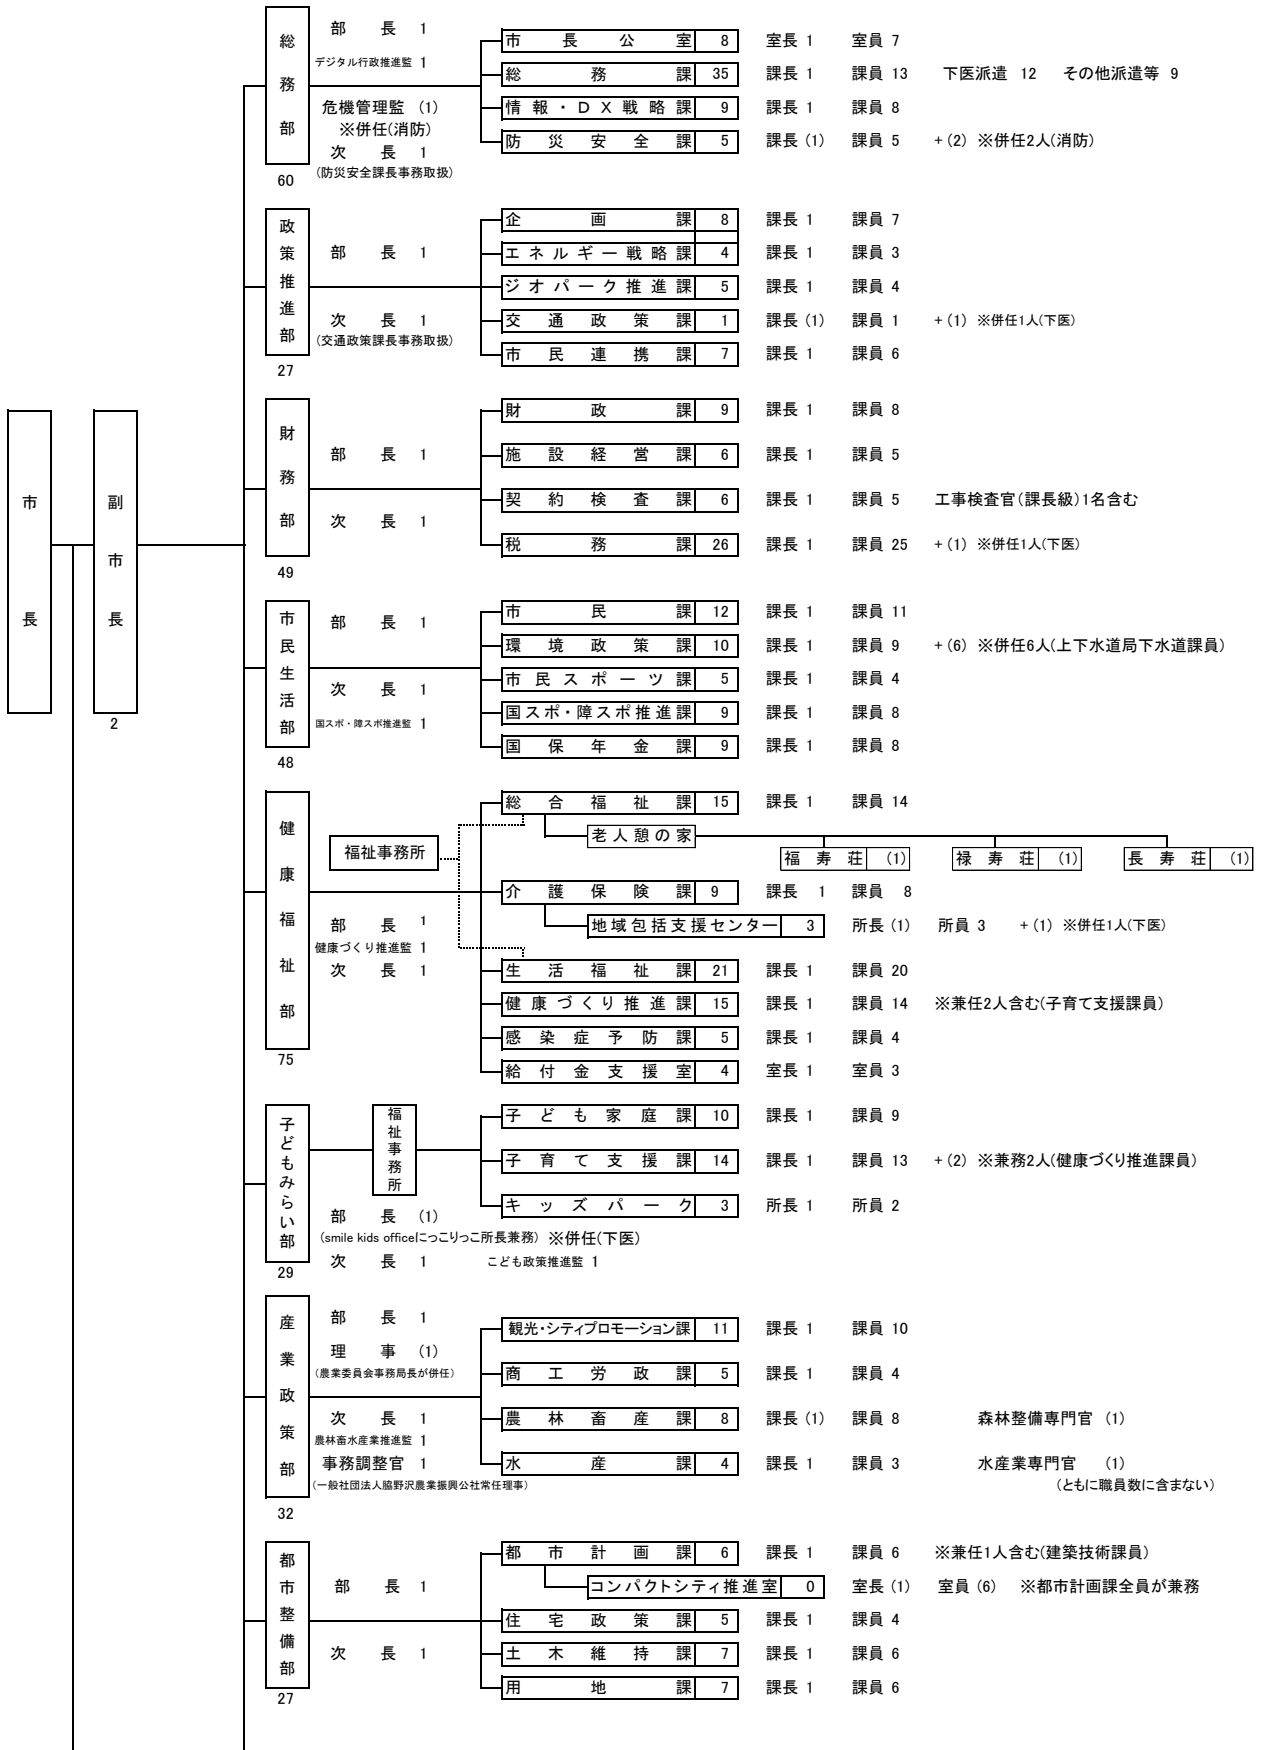 市長
副市長
2
総務部
60
部長 1
デジタル行政推進監 1
危機管理監 (1)
※併任(消防)
次長 1
(防災安全課長事務取扱)
市長公室 8 室長 1 室員 7
総務課 35 課長 1 課員 13 下医派遣 12 その他派遣等 9
情報・DX戦略課 9 課長 1 課員 8
防災安全課 5 課長 (1) 課員 5 +(2) ※併任2人(消防)
政策推進部
27
部長 1
次長 1
(交通政策課長事務取扱)
企画課 8 課長 1 課員 7
エネルギー戦略課 4 課長 1 課員 3
ジオパーク推進課 5 課長 1 課員 4
交通政策課 1 課長 (1) 課員 1 +(1) ※併任1人(下医)
市民連携課 7 課長 1 課員 6
財務部
49
部長 1
次長 1
財政課 9 課長 1 課員 8
施設経営課 6 課長 1 課員 5
契約検査課 6 課長 1 課員 5 工事検査官(課長級)1名含む
税務課 26 課長 1 課員 25 +(1) ※併任1人(下医)
市民生活部
48
部長 1
次長 1
国スポ・障スポ推進監 1
市民課 12 課長 1 課員 11
環境政策課 10 課長 1 課員 9 +(6) ※併任6人(上下水道局下水道課員)
市民スポーツ課 5 課長 1 課員 4
国スポ・障スポ推進課 9 課長 1 課員 8
国保年金課 9 課長 1 課員 8
健康福祉部
75
福祉事務所
部長 1
健康づくり推進監 1
次長 1
総合福祉課 15 課長 1 課員 14
老人憩の家
福寿荘 (1) 禄寿荘 (1) 長寿荘 (1)
介護保険課 9 課長 1 課員 8
地域包括支援センター 3 所長 (1) 所員 3 +(1) ※併任1人(下医)
生活福祉課 21 課長 1 課員 20
健康づくり推進課 15 課長 1 課員 14 ※兼任2人含む(子育て支援課員)
感染症予防課 5 課長 1 課員 4
給付金支援室 4 室長 1 室員 3
子どもみらい部
29
福祉事務所
部長 (1)
(smile kids officeにっこりっこ所長兼務) ※併任(下医)
次長 1 こども政策推進監 1
子ども家庭課 10 課長 1 課員 9
子育て支援課 14 課長 1 課員 13 +(2) ※兼務2人(健康づくり推進課員)
キッズパーク 3 所長 1 所員 2
産業政策部
32
部長 1
理事 (1)
(農業委員会事務局長が併任)
次長 1
農林畜水産業推進監 1
事務調整官 1
(一般社団法人脇野沢農業振興公社常任理事)
観光・シティプロモーション課 11 課長 1 課員 10
商工労政課 5 課長 1 課員 4
農林畜産課 8 課長 (1) 課員 8 森林整備専門官 (1)
水産課 4 課長 1 課員 3 水産業専門官 (1)
(ともに職員数に含まない)
都市整備部
27
部長 1
次長 1
都市計画課 6 課長 1 課員 6 ※兼任1人含む(建築技術課員)
コンパクトシティ推進室 0 室長 (1) 室員 (6) ※都市計画課全員が兼務
住宅政策課 5 課長 1 課員 4
土木維持課 7 課長 1 課員 6
用地課 7 課長 1 課員 6